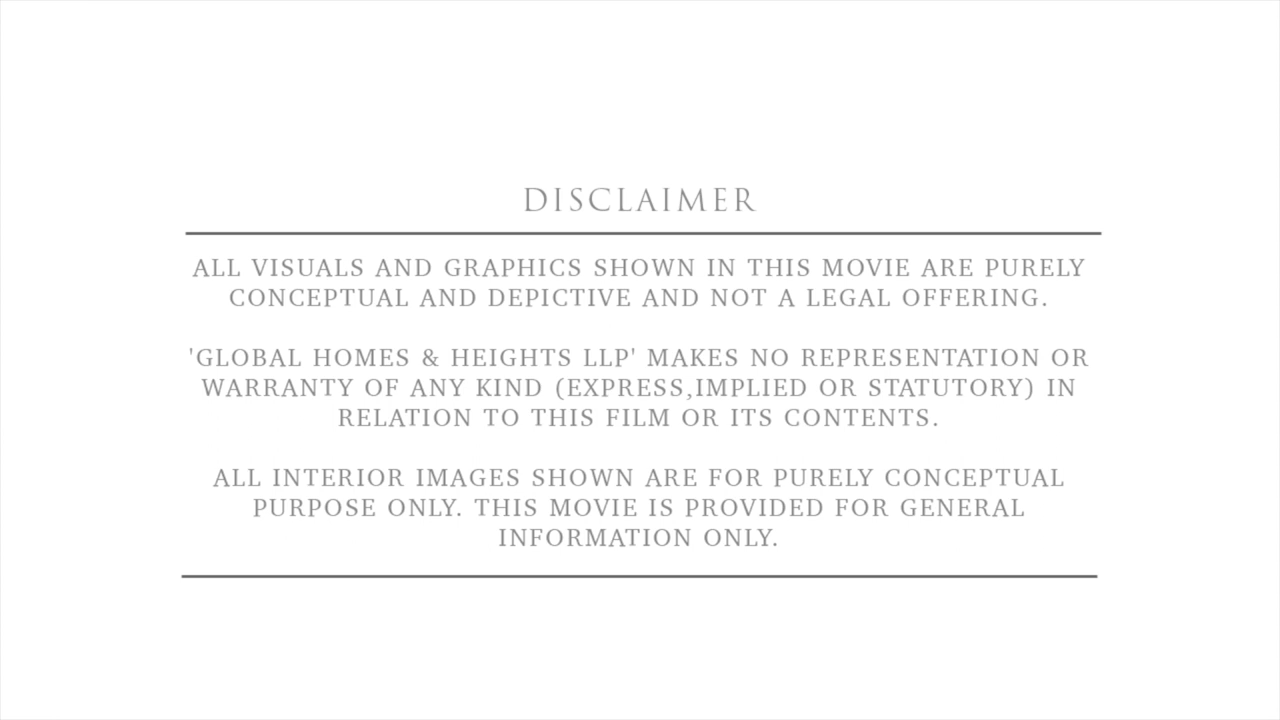 DISCLAIMER
ALL VISUALS AND GRAPHICS SHOWN IN THIS MOVIE ARE PURELY
CONCEPTUAL AND DEPICTIVE AND NOT A LEGAL OFFERING.
'GLOBAL HOMES & HEIGHTS LLP' MAKES NO REPRESENTATION OR
WARRANTY OF ANY KIND (EXPRESS,IMPLIED OR STATUTORY) IN
RELATION TO THIS FILM OR ITS CONTENTS.
ALL INTERIOR IMAGES SHOWN ARE FOR PURELY CONCEPTUAL
PURPOSE ONLY. THIS MOVIE IS PROVIDED FOR GENERAL
INFORMATION ONLY.